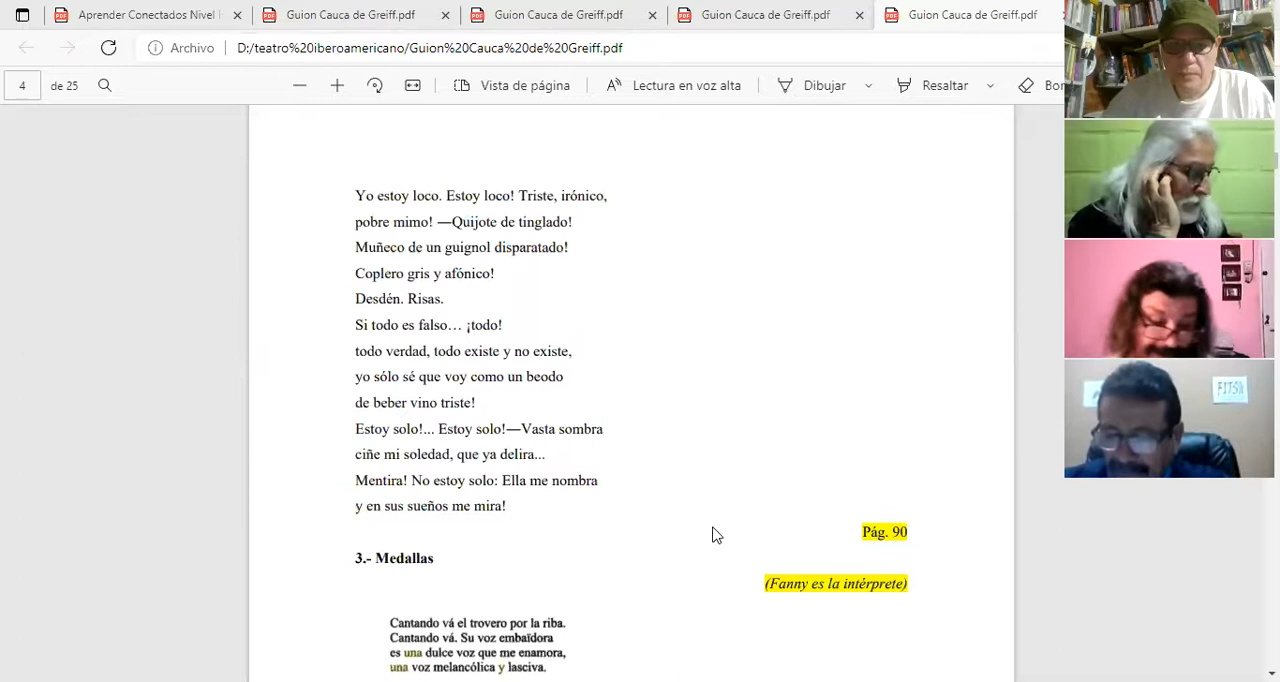 Aprender Conectados Nivel I
Guion Cauca de Greiff.pdf
Guion Cauca de Greiff.pdf
Guion Cauca de Greiff.pdf
Guion Cauca de Greiff.pdf
Archivo D:/teatro%20iberoamericano/Guion%20Cauca%20de%20Greiff.pdf
4 de 25 Vista de página Lectura en voz alta Dibujar Resaltar
Yo estoy loco. Estoy loco! Triste, irónico,
pobre mimo! —Quijote de tinglado!
Muñeco de un guignol disparatado!
Coplero gris y afónico!
Desdén. Risas.
Si todo es falso… ¡todo!
todo verdad, todo existe y no existe,
yo sólo sé que voy como un beodo
de beber vino triste!
Estoy solo!... Estoy solo!—Vasta sombra
ciñe mi soledad, que ya delira...
Mentira! No estoy solo: Ella me nombra
y en sus sueños me mira!
Pág. 90
3.- Medallas
(Fanny es la intérprete)
Cantando vá el trovero por la riba.
Cantando vá. Su voz embaïdora
es una dulce voz que me enamora,
una voz melancólica y lasciva.